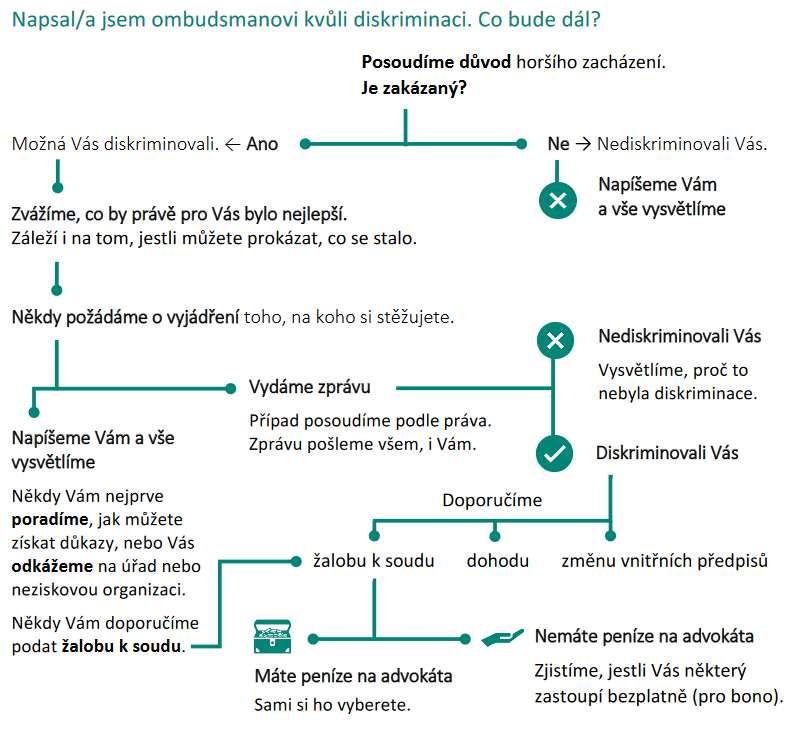 Napsal/a jsem ombudsmanovi kvůli diskriminaci. Co bude dál?
Posoudíme důvod horšího zacházení.
Je zakázaný?
Možná Vás diskriminovali. ← Ano
Ne → Nediskriminovali Vás.
Napíšeme Vám
a vše vysvětlíme
Zvážíme, co by právě pro Vás bylo nejlepší.
Záleží i na tom, jestli můžete prokázat, co se stalo.
Někdy požádáme o vyjádření toho, na koho si stěžujete.
Nediskriminovali Vás
Vysvětlíme, proč to
nebyla diskriminace.
Vydáme zprávu
Případ posoudíme podle práva.
Zprávu pošleme všem, i Vám.
Napíšeme Vám a vše
vysvětlíme
Někdy Vám nejprve
poradíme, jak můžete
získat důkazy, nebo Vás
odkážeme na úřad nebo
neziskovou organizaci.
Někdy Vám doporučíme
podat žalobu k soudu.
Diskriminovali Vás
Doporučíme
žalobu k soudu
dohodu
změnu vnitřních předpisů
Máte peníze na advokáta
Sami si ho vyberete.
Nemáte peníze na advokáta
Zjistíme, jestli Vás některý
zastoupí bezplatně (pro bono).